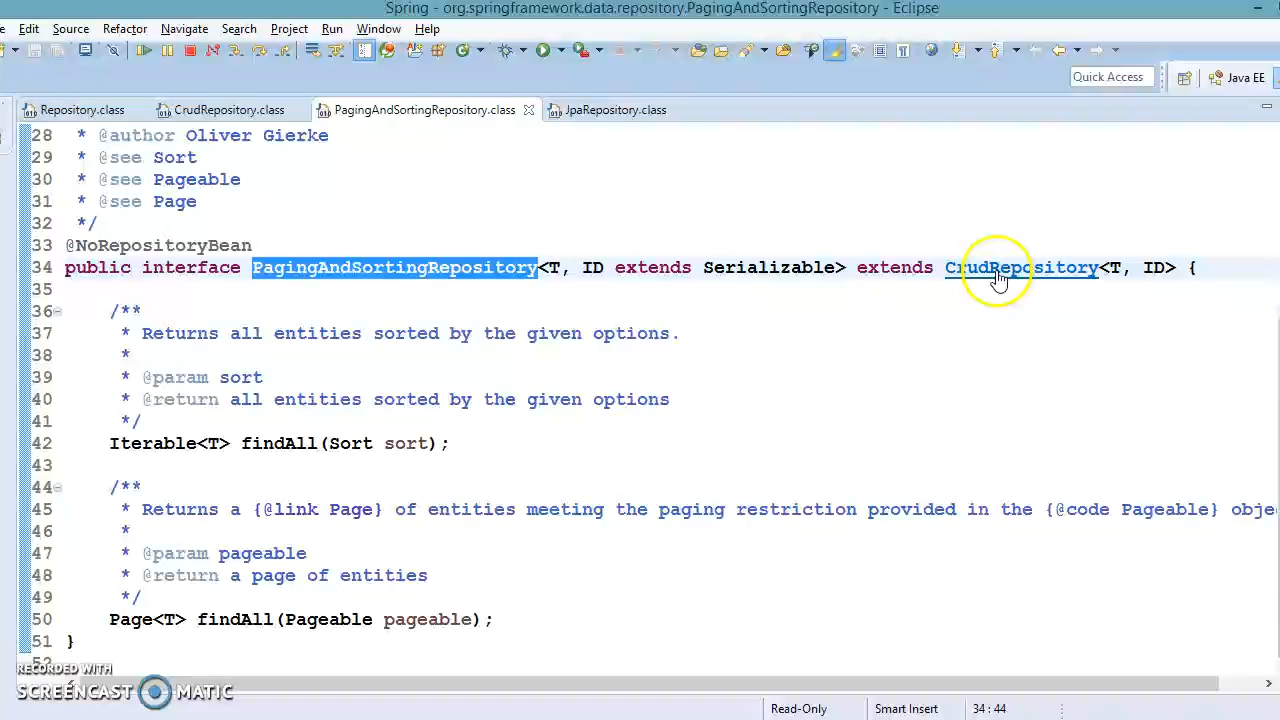 Spring - org.springframework.data.repository.PagingAndSortingRepository - Eclipse
Edit Source Refactor Navigate Search Project Run Window Help
Quick Access Java EE
Repository.class CrudRepository.class PagingAndSortingRepository.class JpaRepository.class
28 * @author Oliver Gierke
29 * @see Sort
30 * @see Pageable
31 * @see Page
32 */
33 @NoRepositoryBean
34 public interface PagingAndSortingRepository<T, ID extends Serializable> extends CrudRepository<T, ID> {
35
36 /**
37 * Returns all entities sorted by the given options.
38 *
39 * @param sort
40 * @return all entities sorted by the given options
41 */
42 Iterable<T> findAll(Sort sort);
43
44 /**
45 * Returns a {@link Page} of entities meeting the paging restriction provided in the {@code Pageable} obje
46 *
47 * @param pageable
48 * @return a page of entities
49 */
50 Page<T> findAll(Pageable pageable);
51 }
52
RECORDED WITH
SCREENCAST MATIC
Read-Only Smart Insert 34 : 44